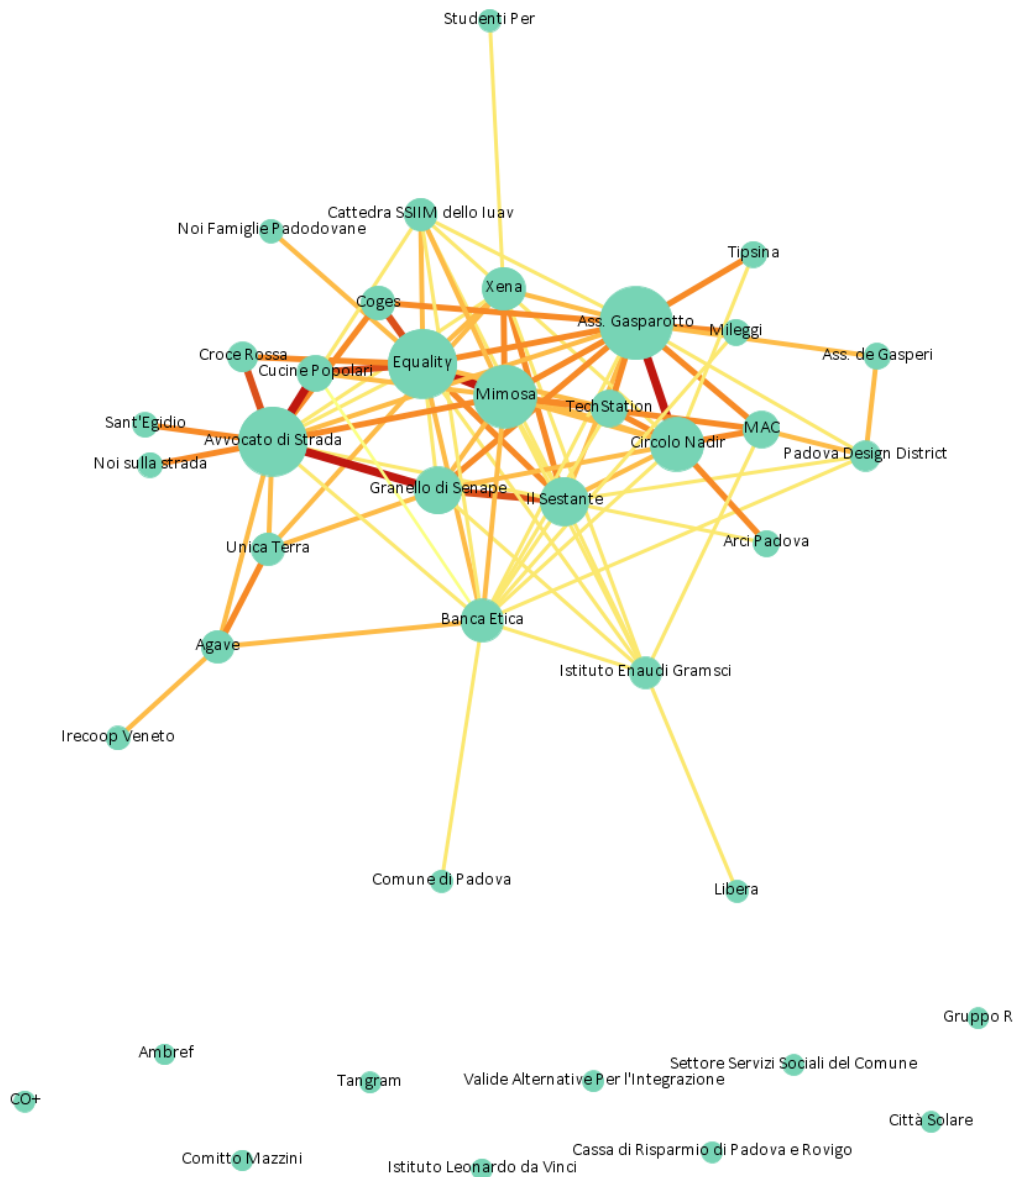 Studenti Per
Cattedra SSIIM dello Iuav
Noi Famiglie Padodovane
Tipsina
Xena
Coges
Ass. Gasparotto
Mileggi
Croce Rossa
Ass. de Gasperi
Equality
Cucine Popolari
Mimosa
TechStation
Sant'Egidio
MAC
Avvocato di Strada
Circolo Nadir
Padova Design District
Noi sulla strada
Granello di Senape
Il Sestante
Arci Padova
Unica Terra
Banca Etica
Agave
Istituto Enaudi Gramsci
Irecoop Veneto
Comune di Padova
Libera
Gruppo R
Ambref
Settore Servizi Sociali del Comune
Tangram
Valide Alternative Per l'Integrazione
CO+
Città Solare
Cassa di Risparmio di Padova e Rovigo
Comitto Mazzini
Istituto Leonardo da Vinci